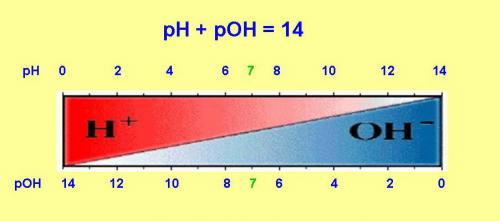 pH + pOH = 14
pH 0 2 4 6 7 8 10 12 14
H⁺ OH⁻
pOH 14 12 10 8 7 6 4 2 0